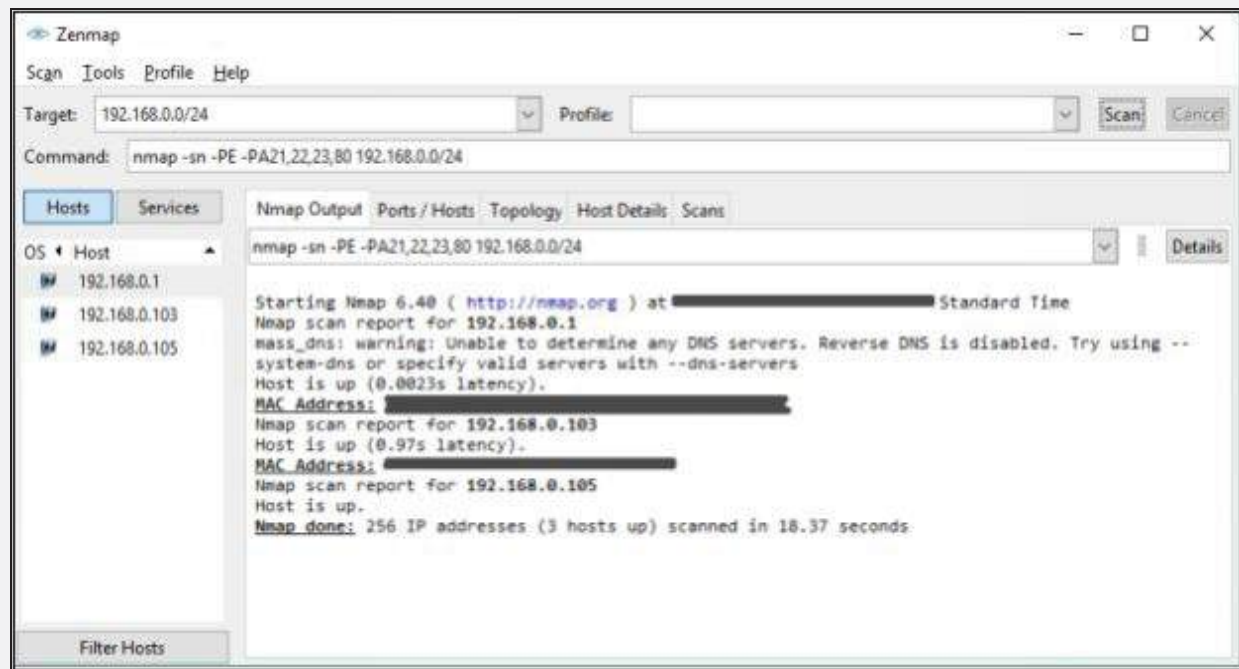 Zenmap
Scan Tools Profile Help
Target: 192.168.0.0/24 Profile: Scan Cancel
Command: nmap -sn -PE -PA21,22,23,80 192.168.0.0/24
Hosts Services
Nmap Output Ports / Hosts Topology Host Details Scans
OS Host
nmap -sn -PE -PA21,22,23,80 192.168.0.0/24 Details
192.168.0.1
192.168.0.103
192.168.0.105
Starting Nmap 6.40 ( http://nmap.org ) at Standard Time
Nmap scan report for 192.168.0.1
mass_dns: warning: Unable to determine any DNS servers. Reverse DNS is disabled. Try using --
system-dns or specify valid servers with --dns-servers
Host is up (0.0023s latency).
MAC Address:
Nmap scan report for 192.168.0.103
Host is up (0.97s latency).
MAC Address:
Nmap scan report for 192.168.0.105
Host is up.
Nmap done: 256 IP addresses (3 hosts up) scanned in 18.37 seconds
Filter Hosts